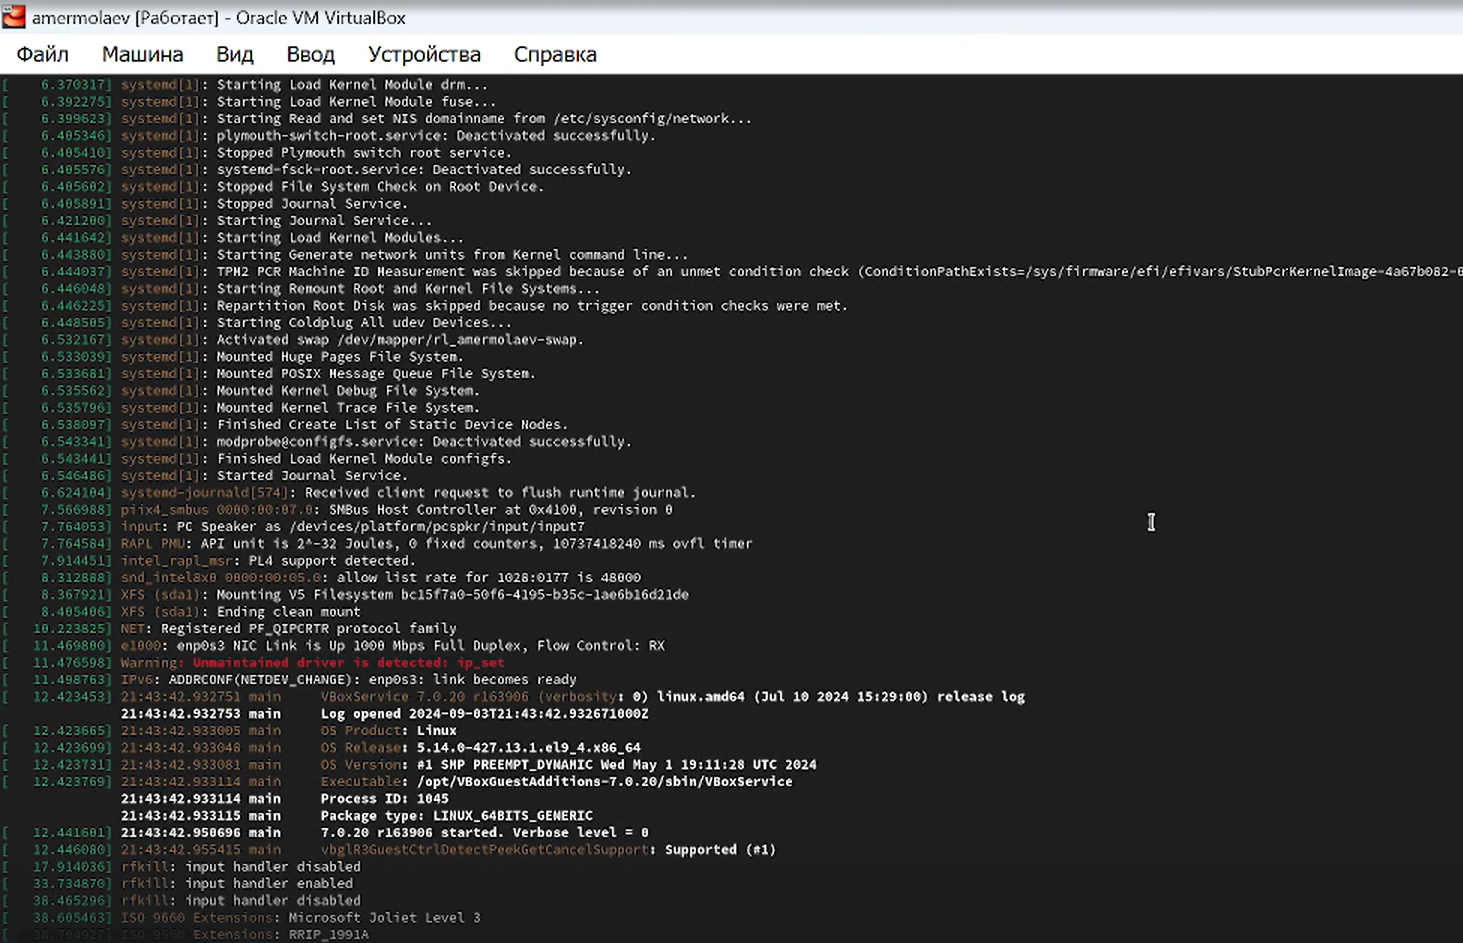 amermolaev [Работает] - Oracle VM VirtualBox
Файл Машина Вид Ввод Устройства Справка
[ 6.370317] systemd[1]: Starting Load Kernel Module drm...
[ 6.392275] systemd[1]: Starting Load Kernel Module fuse...
[ 6.399623] systemd[1]: Starting Read and set NIS domainname from /etc/sysconfig/network...
[ 6.405346] systemd[1]: plymouth-switch-root.service: Deactivated successfully.
[ 6.405410] systemd[1]: Stopped Plymouth switch root service.
[ 6.405576] systemd[1]: systemd-fsck-root.service: Deactivated successfully.
[ 6.405602] systemd[1]: Stopped File System Check on Root Device.
[ 6.405891] systemd[1]: Stopped Journal Service.
[ 6.421200] systemd[1]: Starting Journal Service...
[ 6.441642] systemd[1]: Starting Load Kernel Modules...
[ 6.443880] systemd[1]: Starting Generate network units from Kernel command line...
[ 6.444037] systemd[1]: TPM2 PCR Machine ID Measurement was skipped because of an unmet condition check (ConditionPathExists=/sys/firmware/efi/efivars/StubPcrKernelImage-4a67b082-0
[ 6.446048] systemd[1]: Starting Remount Root and Kernel File Systems...
[ 6.446225] systemd[1]: Repartition Root Disk was skipped because no trigger condition checks were met.
[ 6.448505] systemd[1]: Starting Coldplug All udev Devices...
[ 6.532167] systemd[1]: Activated swap /dev/mapper/rl_amermolaev-swap.
[ 6.533039] systemd[1]: Mounted Huge Pages File System.
[ 6.533681] systemd[1]: Mounted POSIX Message Queue File System.
[ 6.535562] systemd[1]: Mounted Kernel Debug File System.
[ 6.535796] systemd[1]: Mounted Kernel Trace File System.
[ 6.538097] systemd[1]: Finished Create List of Static Device Nodes.
[ 6.543341] systemd[1]: modprobe@configfs.service: Deactivated successfully.
[ 6.543441] systemd[1]: Finished Load Kernel Module configfs.
[ 6.546486] systemd[1]: Started Journal Service.
[ 6.624104] systemd-journald[574]: Received client request to flush runtime journal.
[ 7.566988] piix4_smbus 0000:00:07.0: SMBus Host Controller at 0x4100, revision 0
[ 7.764053] input: PC Speaker as /devices/platform/pcspkr/input/input7
[ 7.764584] RAPL PMU: API unit is 2^-32 Joules, 0 fixed counters, 10737418240 ms ovfl timer
[ 7.914451] intel_rapl_msr: PL4 support detected.
[ 8.312888] snd_intel8x0 0000:00:05.0: allow list rate for 1028:0177 is 48000
[ 8.367921] XFS (sda1): Mounting V5 Filesystem bc15f7a0-50f6-4195-b35c-1ae6b16d21de
[ 8.405406] XFS (sda1): Ending clean mount
[ 10.223825] NET: Registered PF_QIPCRTR protocol family
[ 11.469800] e1000: enp0s3 NIC Link is Up 1000 Mbps Full Duplex, Flow Control: RX
[ 11.476598] Warning: Unmaintained driver is detected: ip_set
[ 11.498763] IPv6: ADDRCONF(NETDEV_CHANGE): enp0s3: link becomes ready
[ 12.423453] 21:43:42.932751 main VBoxService 7.0.20 r163906 (verbosity: 0) linux.amd64 (Jul 10 2024 15:29:00) release log
21:43:42.932753 main Log opened 2024-09-03T21:43:42.932671000Z
[ 12.423665] 21:43:42.933005 main OS Product: Linux
[ 12.423699] 21:43:42.933048 main OS Release: 5.14.0-427.13.1.el9_4.x86_64
[ 12.423731] 21:43:42.933081 main OS Version: #1 SMP PREEMPT_DYNAMIC Wed May 1 19:11:28 UTC 2024
[ 12.423769] 21:43:42.933114 main Executable: /opt/VBoxGuestAdditions-7.0.20/sbin/VBoxService
21:43:42.933114 main Process ID: 1045
21:43:42.933115 main Package type: LINUX_64BITS_GENERIC
[ 12.441601] 21:43:42.950696 main 7.0.20 r163906 started. Verbose level = 0
[ 12.446080] 21:43:42.955415 main vbglR3GuestCtrlDetectPeekGetCancelSupport: Supported (#1)
[ 17.914036] rfkill: input handler disabled
[ 33.734870] rfkill: input handler enabled
[ 38.465296] rfkill: input handler disabled
[ 38.605463] ISO 9660 Extensions: Microsoft Joliet Level 3
[ 38.704927] ISO 9660 Extensions: RRIP_1991A